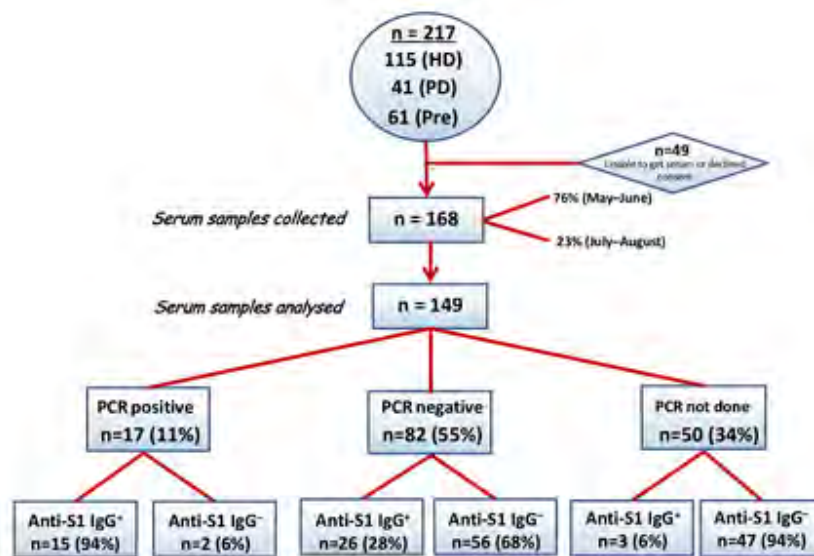 n = 217
115 (HD)
41 (PD)
61 (Pre)
n=49
Unable to get serum or declined
consent
Serum samples collected
n = 168
76% (May–June)
23% (July–August)
Serum samples analysed
n = 149
PCR positive
n=17 (11%)
PCR negative
n=82 (55%)
PCR not done
n=50 (34%)
Anti-S1 IgG⁺
n=15 (94%)
Anti-S1 IgG⁻
n=2 (6%)
Anti-S1 IgG⁺
n=26 (28%)
Anti-S1 IgG⁻
n=56 (68%)
Anti-S1 IgG⁺
n=3 (6%)
Anti-S1 IgG⁻
n=47 (94%)